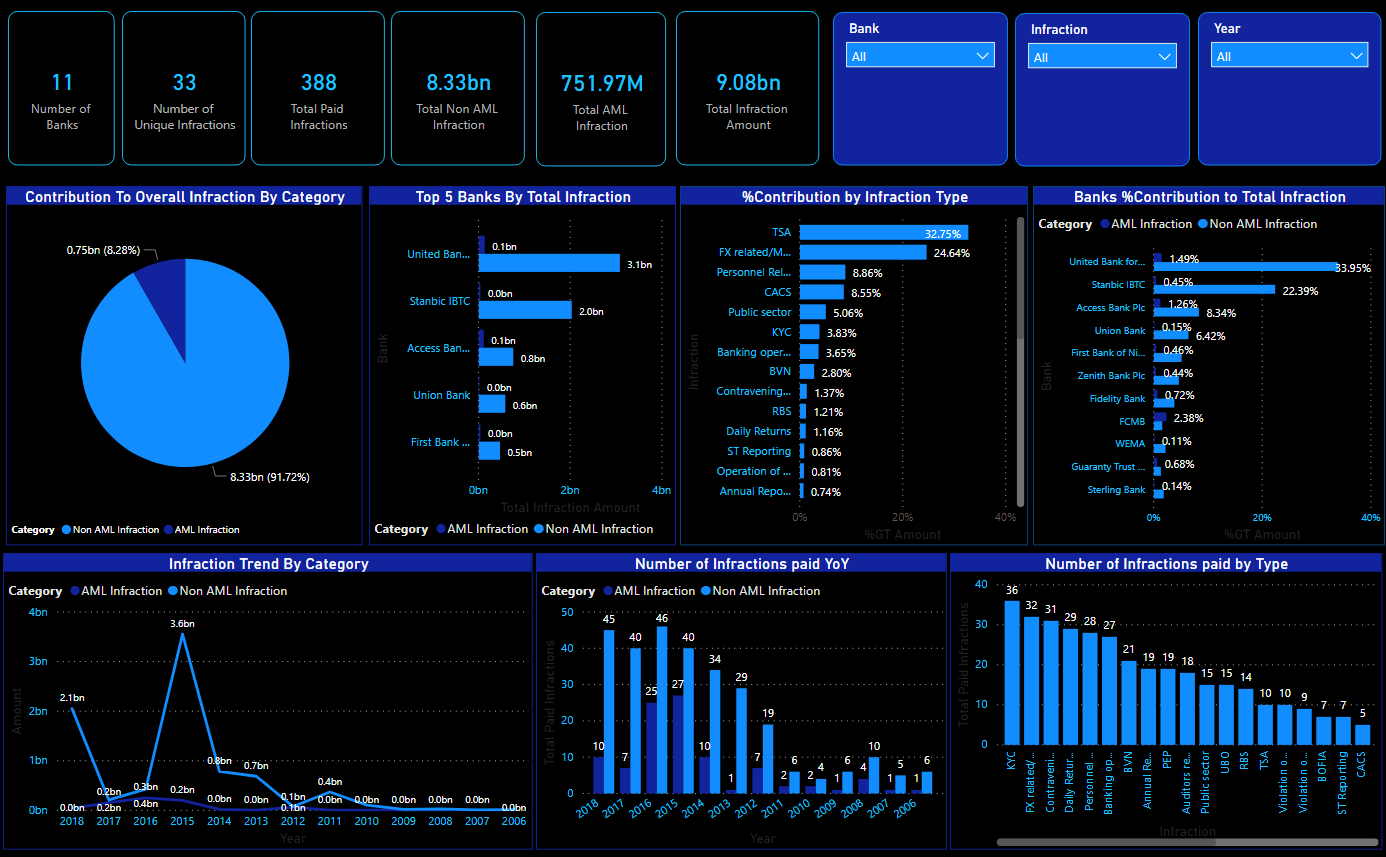 11
Number of
Banks
33
Number of
Unique Infractions
388
Total Paid
Infractions
8.33bn
Total Non AML
Infraction
751.97M
Total AML
Infraction
9.08bn
Total Infraction
Amount
Bank
All
Infraction
All
Year
All
Contribution To Overall Infraction By Category
0.75bn (8.28%)
8.33bn (91.72%)
Category Non AML Infraction AML Infraction
Top 5 Banks By Total Infraction
Bank
United Ban... 0.1bn
3.1bn
Stanbic IBTC 0.0bn
2.0bn
Access Ban... 0.1bn
0.8bn
Union Bank 0.0bn
0.6bn
First Bank ... 0.0bn
0.5bn
0bn 2bn 4bn
Total Infraction Amount
Category AML Infraction Non AML Infraction
%Contribution by Infraction Type
Infraction
TSA 32.75%
FX related/M... 24.64%
Personnel Rel... 8.86%
CACS 8.55%
Public sector 5.06%
KYC 3.83%
Banking oper... 3.65%
BVN 2.80%
Contravening... 1.37%
RBS 1.21%
Daily Returns 1.16%
ST Reporting 0.86%
Operation of ... 0.81%
Annual Repo... 0.74%
0% 20% 40%
%GT Amount
Banks %Contribution to Total Infraction
Category AML Infraction Non AML Infraction
Bank
United Bank for... 1.49%
33.95%
Stanbic IBTC 0.45%
22.39%
Access Bank Plc 1.26%
8.34%
Union Bank 0.15%
6.42%
First Bank of Ni... 0.46%
Zenith Bank Plc 0.44%
Fidelity Bank 0.72%
FCMB 2.38%
WEMA 0.11%
Guaranty Trust ... 0.68%
Sterling Bank 0.14%
0% 20% 40%
%GT Amount
Infraction Trend By Category
Category AML Infraction Non AML Infraction
Amount
4bn
3bn
2bn
1bn
0bn
2.1bn 0.2bn 0.3bn 3.6bn 0.8bn 0.7bn 0.1bn 0.4bn 0.0bn 0.0bn 0.0bn 0.0bn 0.0bn
0.0bn 0.2bn 0.4bn 0.2bn 0.0bn 0.0bn 0.1bn 0.0bn
2018 2017 2016 2015 2014 2013 2012 2011 2010 2009 2008 2007 2006
Year
Number of Infractions paid YoY
Category AML Infraction Non AML Infraction
Total Paid Infractions
50
40
30
20
10
0
10 45 7 40 25 46 27 40 10 34 1 29 7 19 2 6 2 4 1 6 4 10 1 5 1 6
2018 2017 2016 2015 2014 2013 2012 2011 2010 2009 2008 2007 2006
Year
Number of Infractions paid by Type
Total Paid Infractions
40
30
20
10
0
36 32 31 29 28 27 21 19 19 18 15 15 14 10 10 9 7 7 5
KYC
FX related/...
Contraveni...
Daily Retur...
Personnel ...
Banking op...
BVN
Annual Re...
PEP
Auditors re...
Public sector
UBO
RBS
TSA
Violation o...
Violation o...
BOFIA
ST Reporting
CACS
Infraction